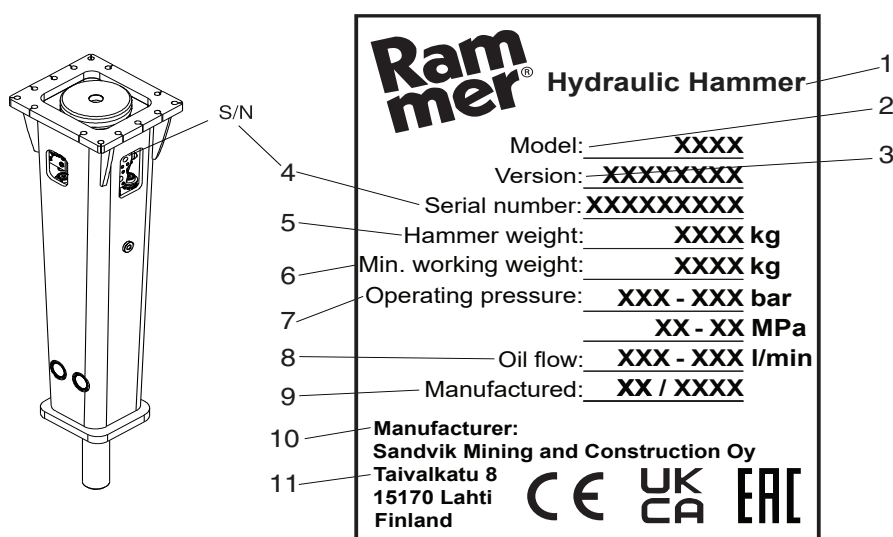 Ram
mer®
Hydraulic Hammer
1
2
3
S/N
4
5
6
7
8
9
10
11
Model: XXXX
Version: XXXXXXXX
Serial number: XXXXXXXXX
Hammer weight: XXXX kg
Min. working weight: XXXX kg
Operating pressure: XXX - XXX bar
XX - XX MPa
Oil flow: XXX - XXX l/min
Manufactured: XX / XXXX
Manufacturer:
Sandvik Mining and Construction Oy
Taivalkatu 8
15170 Lahti
Finland
CE
UK
CA
EAC